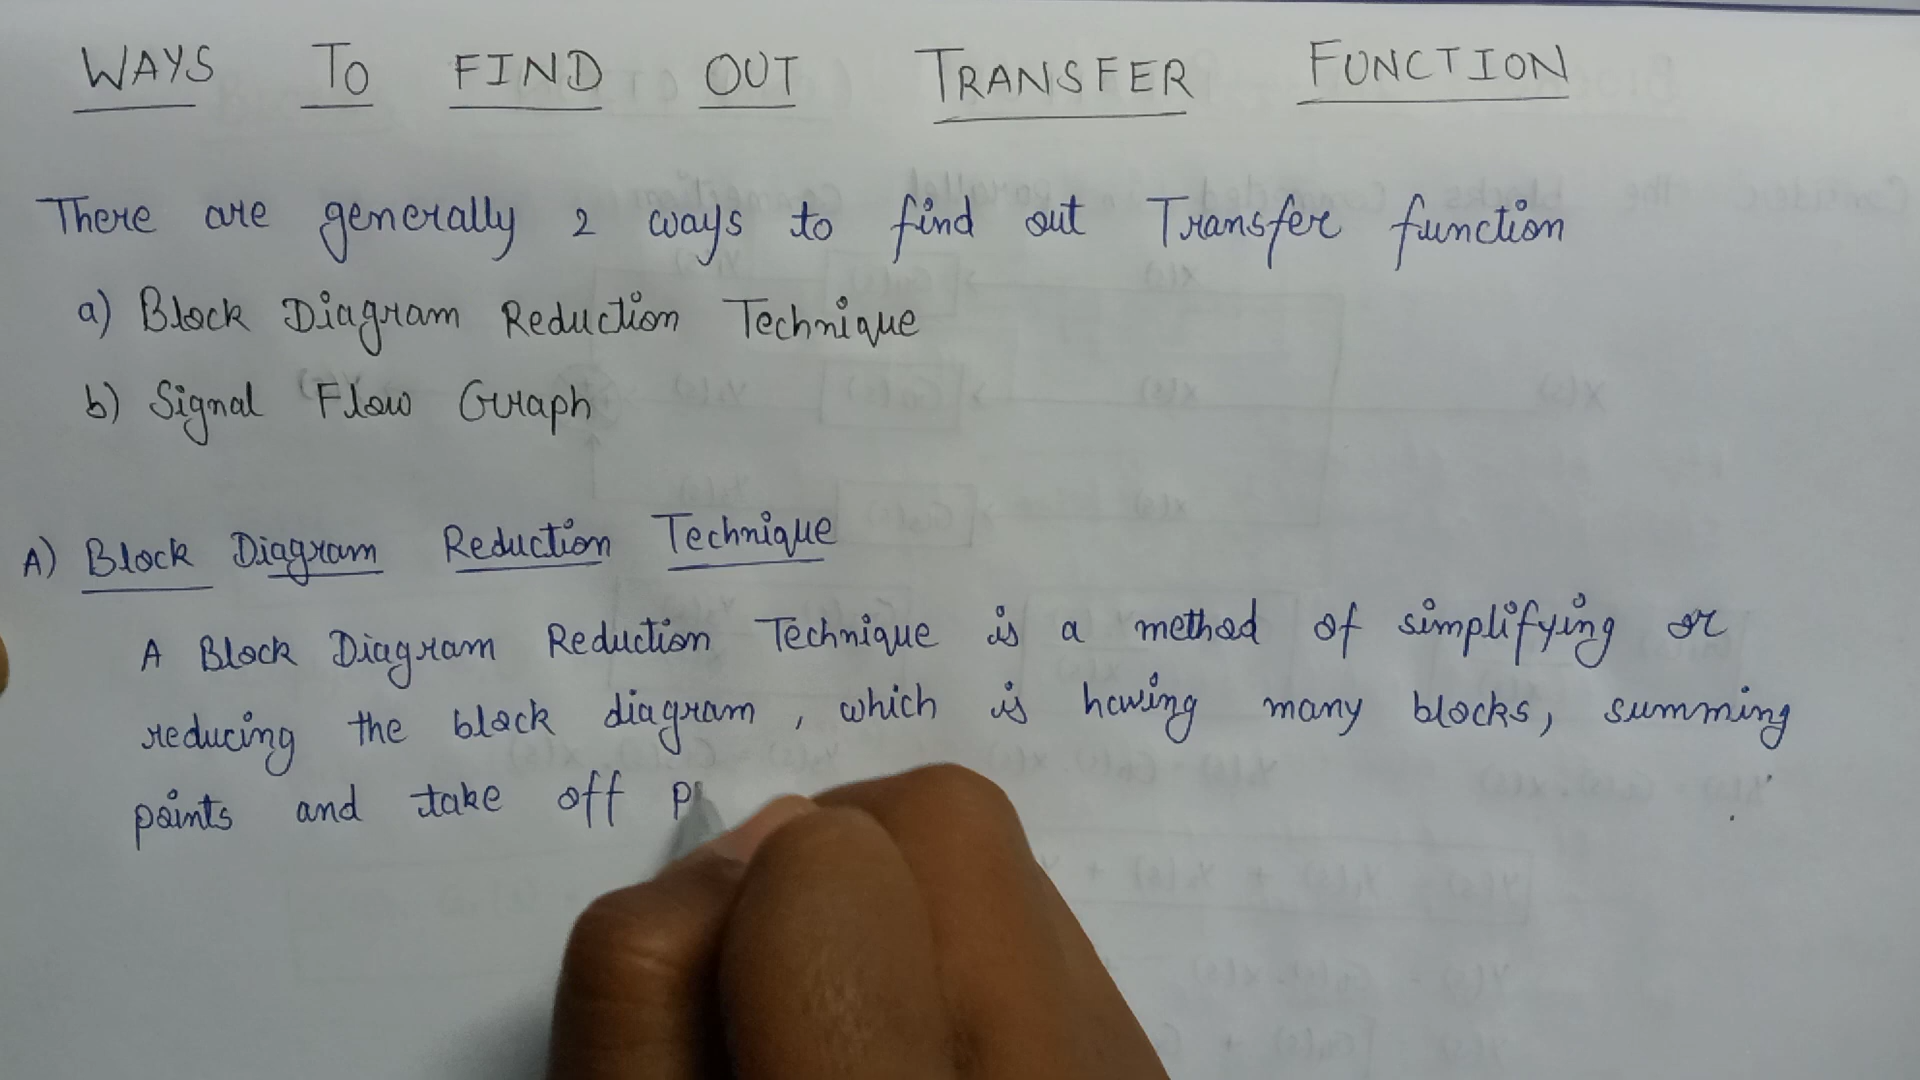 WAYS TO FIND OUT TRANSFER FUNCTION
There are generally 2 ways to find out Transfer function
a) Block Diagram Reduction Technique
b) Signal Flow Graph
A) Block Diagram Reduction Technique
A Block Diagram Reduction Technique is a method of simplifying or
reducing the block diagram, which is having many blocks, summing
points and take off